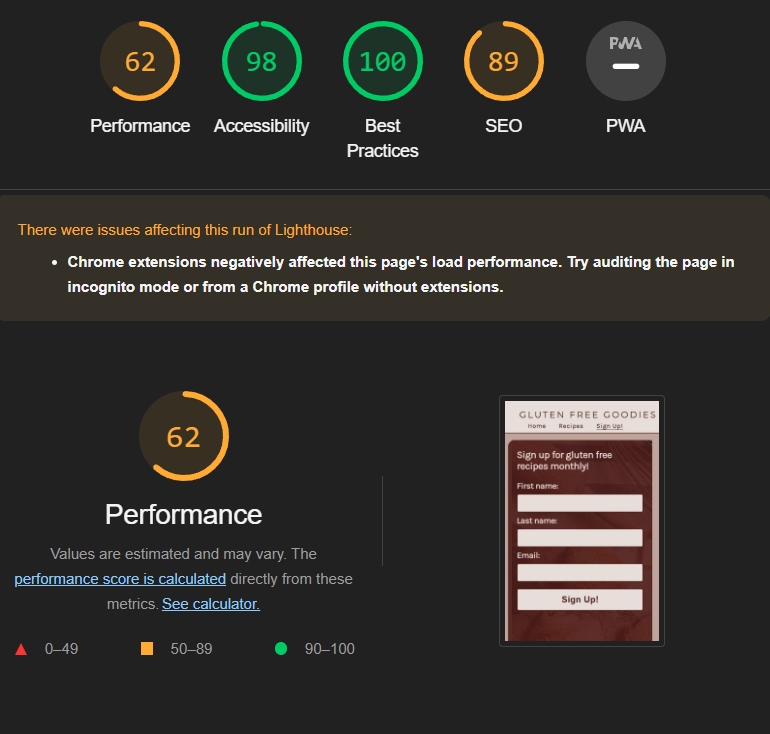 62
98
100
89
PWA
Performance
Accessibility
Best
Practices
SEO
PWA
There were issues affecting this run of Lighthouse:
• Chrome extensions negatively affected this page's load performance. Try auditing the page in
incognito mode or from a Chrome profile without extensions.
62
Performance
Values are estimated and may vary. The
performance score is calculated directly from these
metrics. See calculator.
0–49
50–89
90–100
GLUTEN FREE GOODIES
Home
Recipes
Sign Up!
Sign up for gluten free
recipes monthly!
First name:
Last name:
Email:
Sign Up!